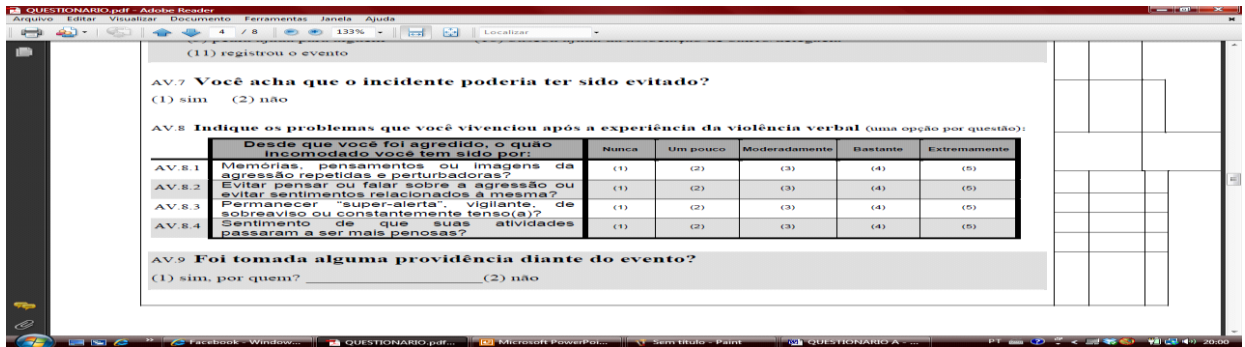 QUESTIONARIO.pdf - Adobe Reader
Arquivo Editar Visualizar Documento Ferramentas Janela Ajuda
4 / 8 133% Localizar
(11) registrou o evento
AV.7 Você acha que o incidente poderia ter sido evitado?
(1) sim (2) não
AV.8 Indique os problemas que você vivenciou após a experiência da violência verbal (uma opção por questão):
Desde que você foi agredido, o quão incomodado você tem sido por: Nunca Um pouco Moderadamente Bastante Extremamente
AV.8.1 Memórias, pensamentos ou imagens da agressão repetidas e perturbadoras? (1) (2) (3) (4) (5)
AV.8.2 Evitar pensar ou falar sobre a agressão ou evitar sentimentos relacionados à mesma? (1) (2) (3) (4) (5)
AV.8.3 Permanecer "super-alerta", vigilante, de sobreaviso ou constantemente tenso(a)? (1) (2) (3) (4) (5)
AV.8.4 Sentimento de que suas atividades passaram a ser mais penosas? (1) (2) (3) (4) (5)
AV.9 Foi tomada alguma providência diante do evento?
(1) sim, por quem? ______________________(2) não
Facebook - Window... QUESTIONARIO.pdf... Microsoft PowerPoi... Sem título - Paint QUESTIONÁRIO A - ... PT 20:00